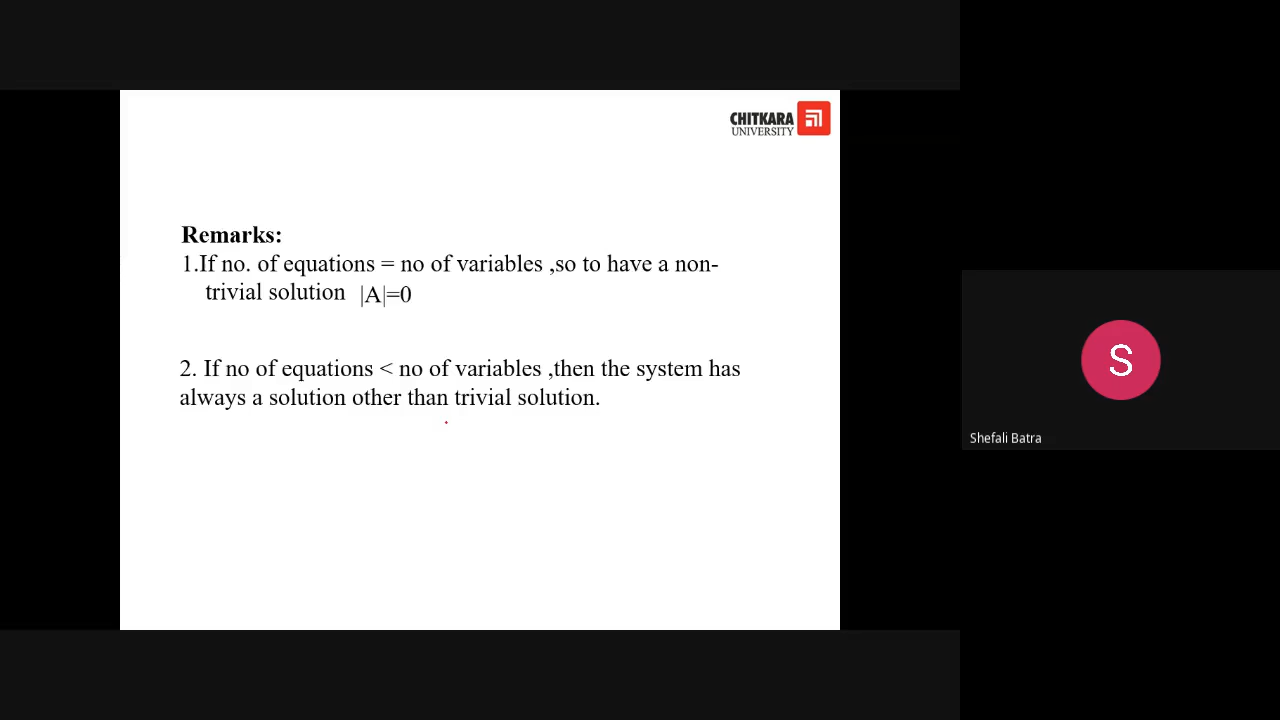 CHITKARA
UNIVERSITY
Remarks:
1.If no. of equations = no of variables ,so to have a non-
trivial solution |A|=0
2. If no of equations < no of variables ,then the system has
always a solution other than trivial solution.
S
Shefali Batra